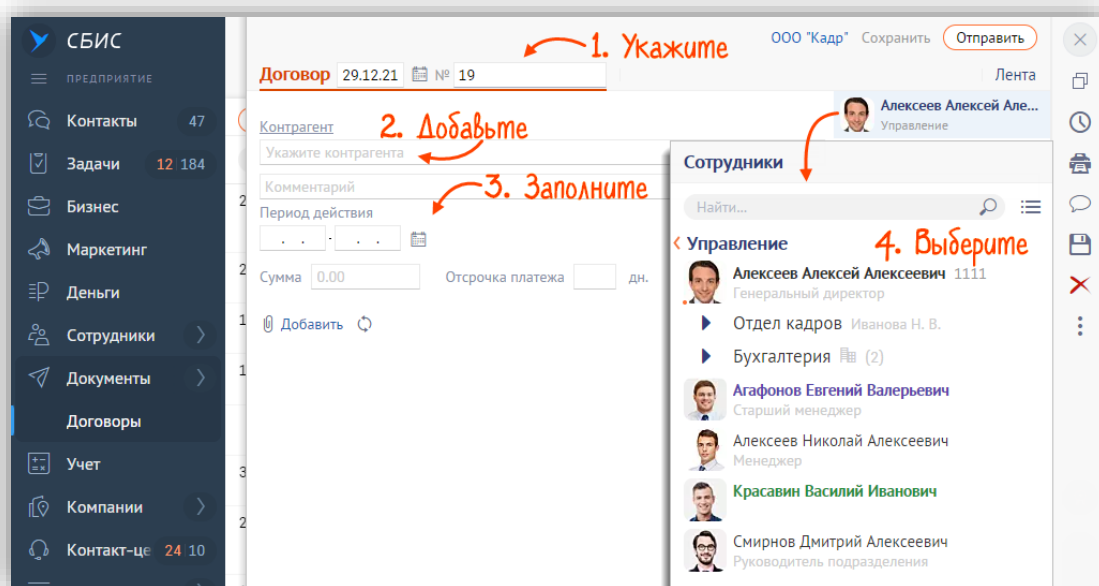 СБИС
ПРЕДПРИЯТИЕ
Контакты 47
Задачи 12 184
Бизнес
Маркетинг
Деньги
Сотрудники
Документы
Договоры
Учет
Компании
Контакт-це 24 10
1. Укажите
ООО "Кадр" Сохранить Отправить
Договор 29.12.21 № 19
Лента
Алексеев Алексей Але...
Управление
Контрагент
2. Добавьте
Укажите контрагента
Комментарий
3. Заполните
Период действия
. . - . .
Сумма 0.00 Отсрочка платежа дн.
Добавить
Сотрудники
Найти...
Управление
4. Выберите
Алексеев Алексей Алексеевич 1111
Генеральный директор
Отдел кадров Иванова Н. В.
Бухгалтерия (2)
Агафонов Евгений Валерьевич
Старший менеджер
Алексеев Николай Алексеевич
Менеджер
Красавин Василий Иванович
Смирнов Дмитрий Алексеевич
Руководитель подразделения